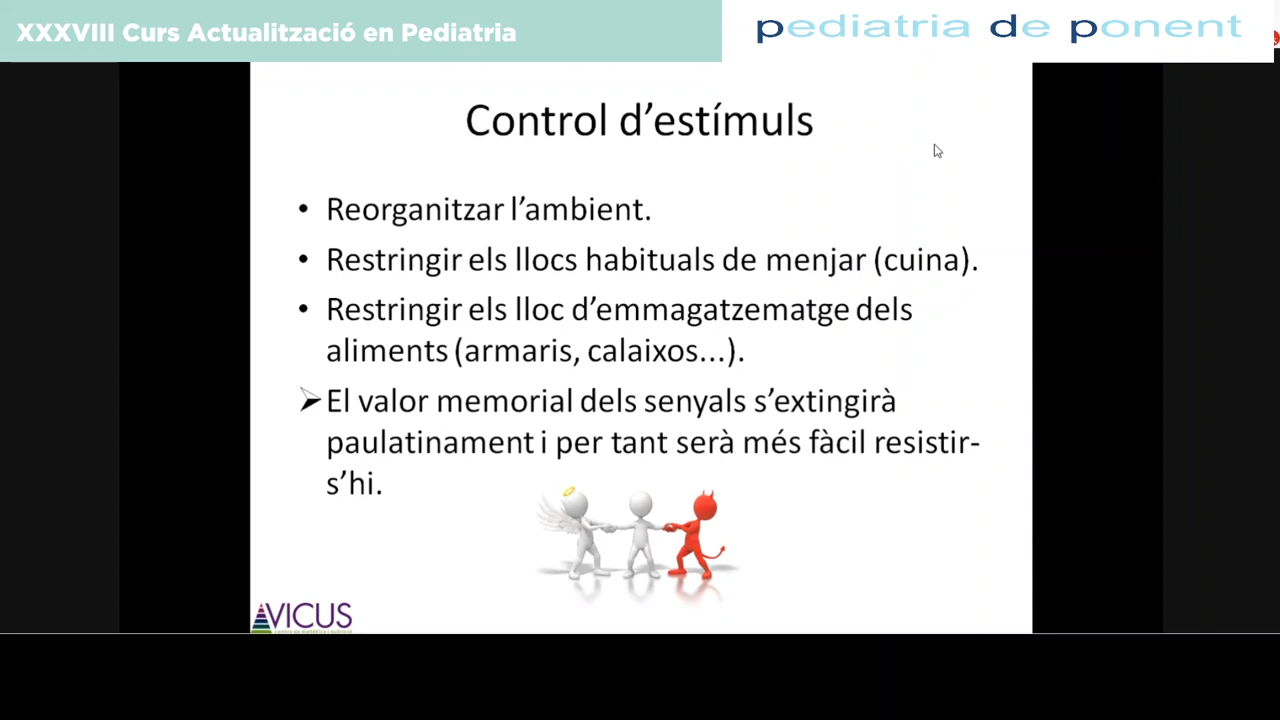 XXXVIII Curs Actualització en Pediatria
pediatria de ponent
Control d’estímuls
• Reorganitzar l’ambient.
• Restringir els llocs habituals de menjar (cuina).
• Restringir els lloc d’emmagatzematge dels
aliments (armaris, calaixos...).
➢ El valor memorial dels senyals s’extingirà
paulatinament i per tant serà més fàcil resistir-
s’hi.
VICUS